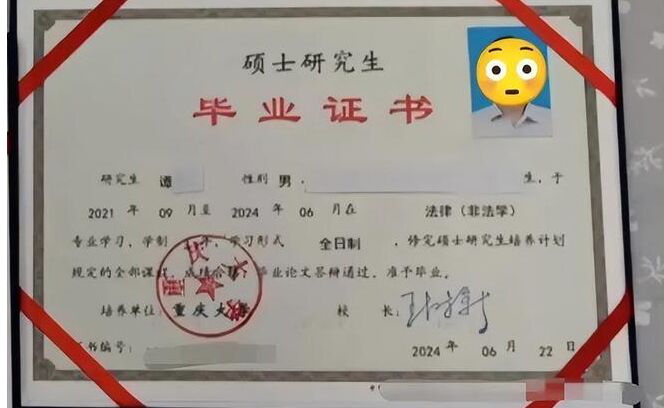 硕士研究生
毕业证书
研究生 谭 性别 男, 生,于
2021 年 09 月至 2024 年 06 月在 法律(非法学)
专业学习,学制 年,学习形式 全日制 ,修完硕士研究生培养计划
规定的全部课程,成绩合格,毕业论文答辩通过,准予毕业。
培养单位: 重庆大学 校 长:
书编号:
2024 年 06 月 22 日